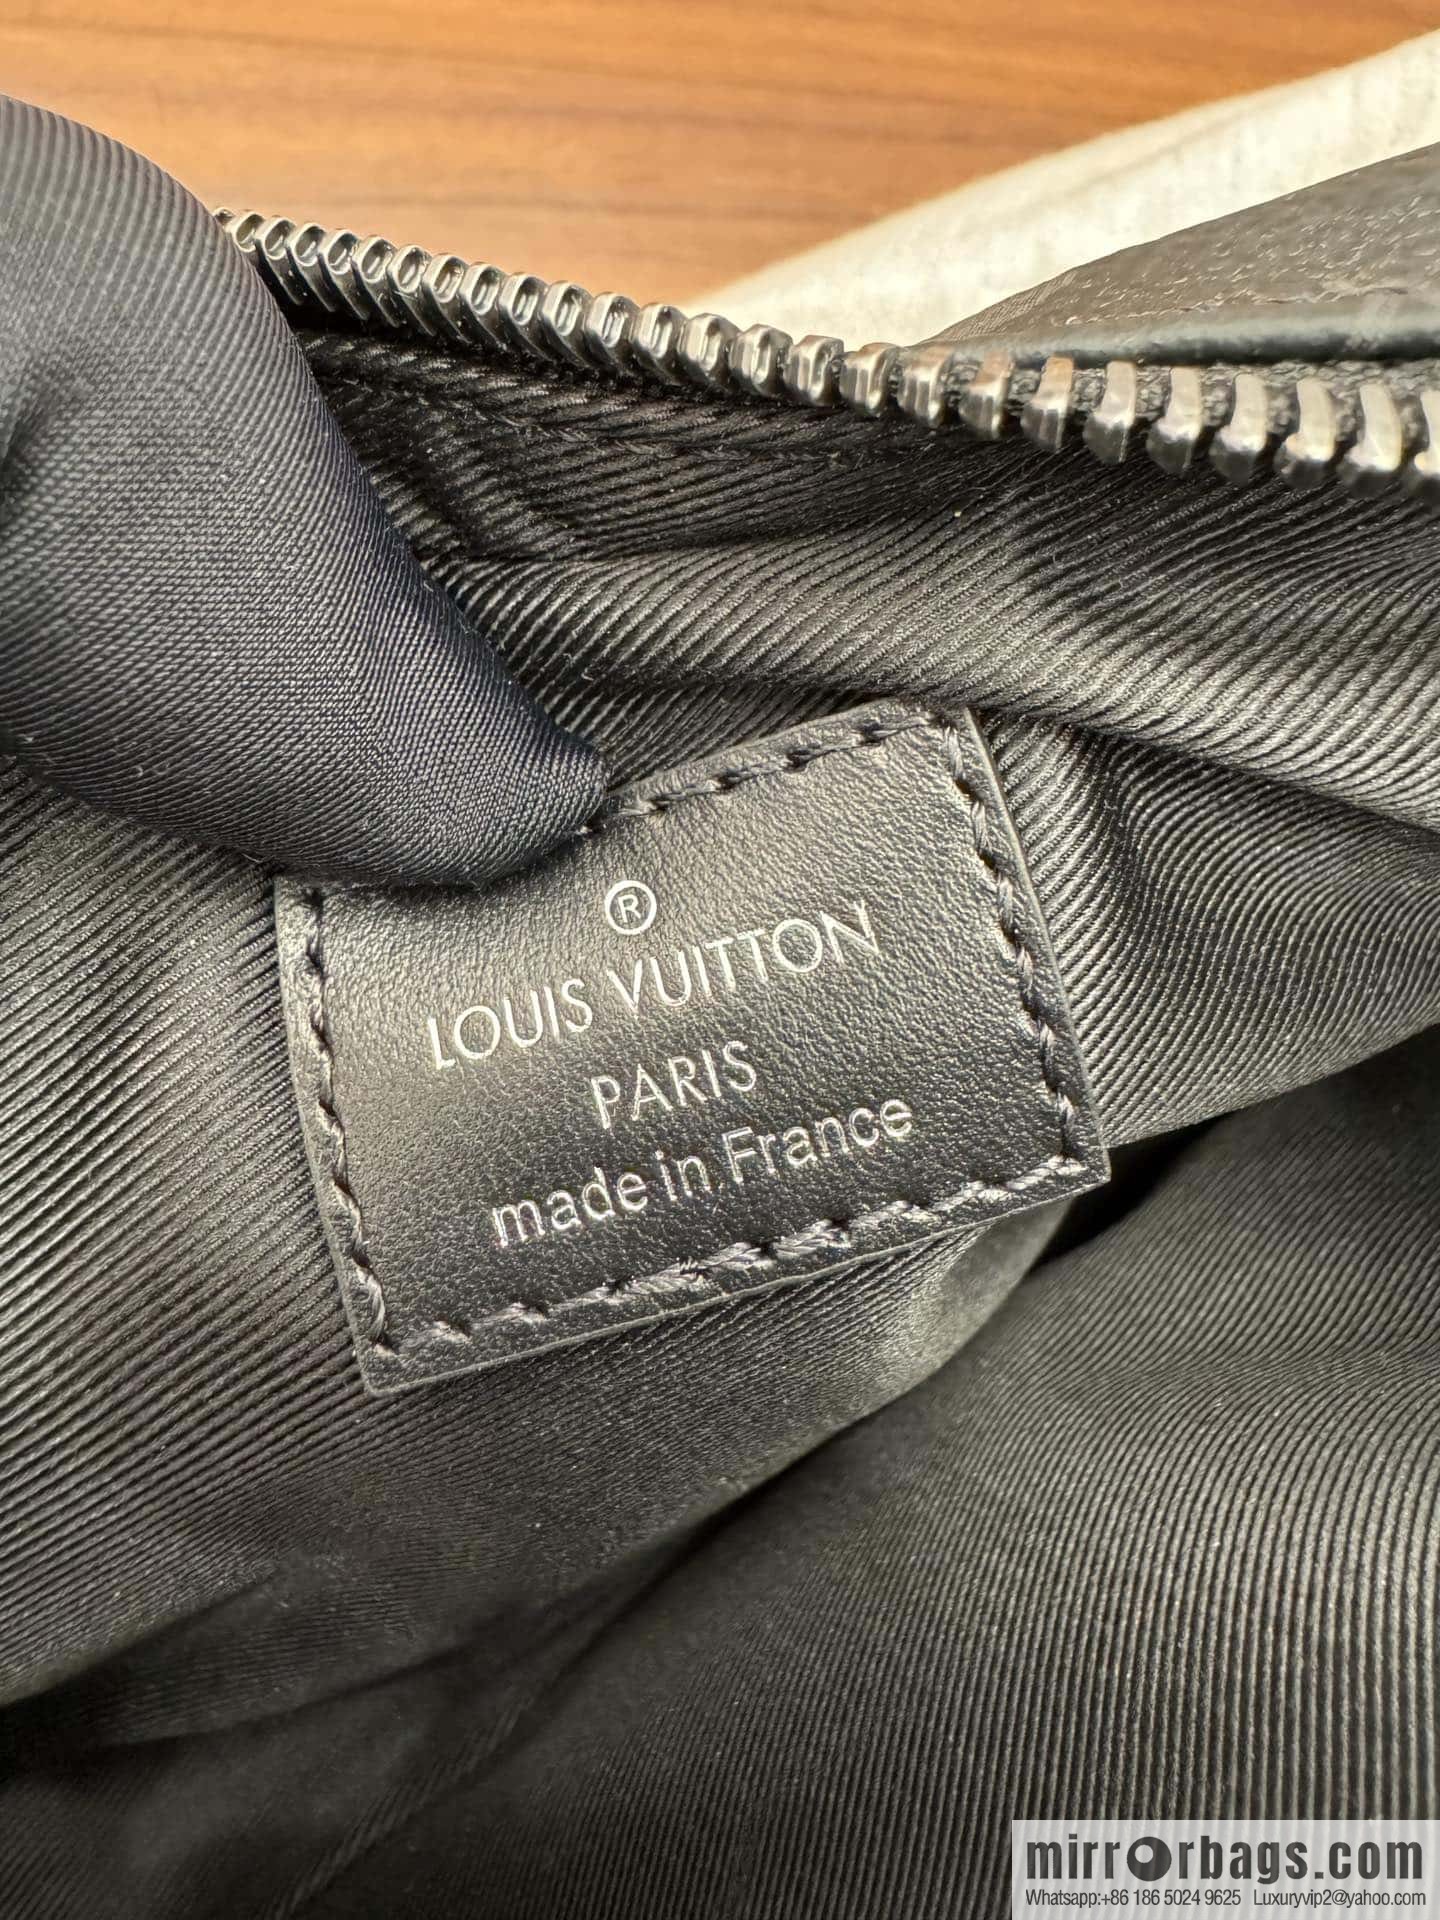 ®
LOUIS VUITTON
PARIS
made in France
mirrorbags.com
Whatsapp:+86 186 5024 9625 Luxuryvip2@yahoo.com